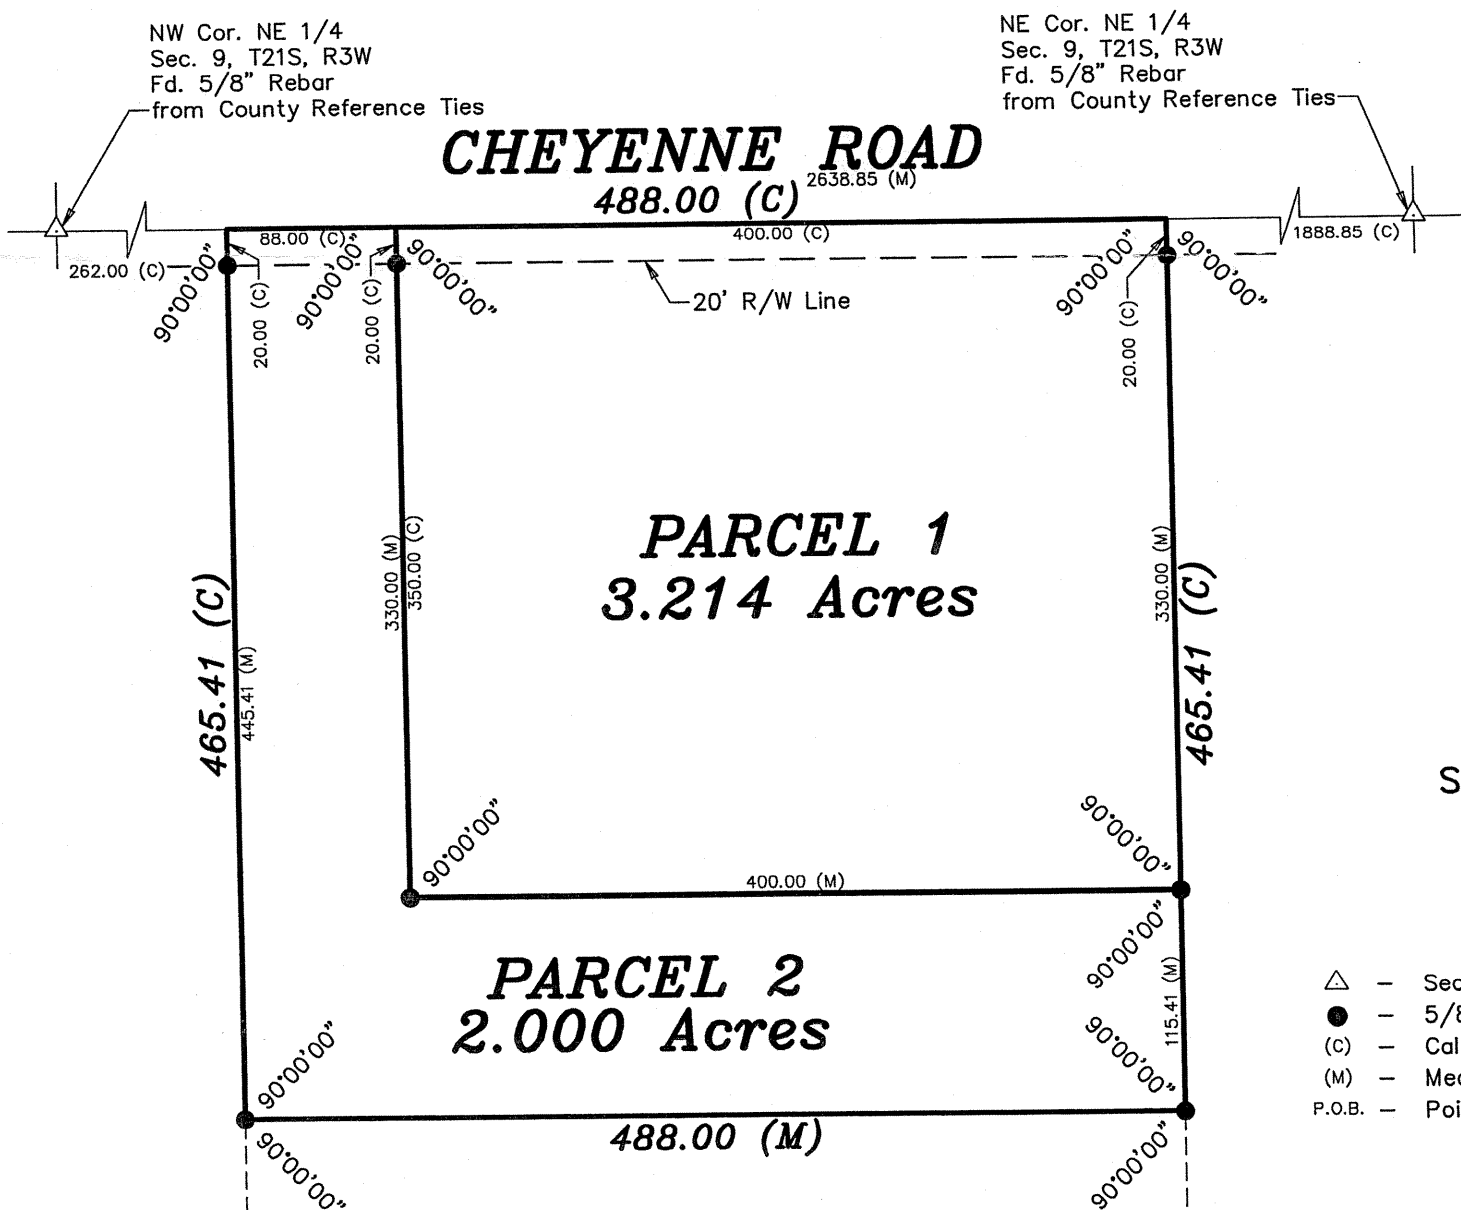 NW Cor. NE 1/4
Sec. 9, T21S, R3W
Fd. 5/8" Rebar
from County Reference Ties
NE Cor. NE 1/4
Sec. 9, T21S, R3W
Fd. 5/8" Rebar
from County Reference Ties
CHEYENNE ROAD
2638.85 (M)
488.00 (C)
88.00 (C)
400.00 (C)
1888.85 (C)
262.00 (C)
90°00'00"
90°00'00"
90°00'00"
90°00'00"
90°00'00"
20.00 (C)
20.00 (C)
20.00 (C)
20' R/W Line
PARCEL 1
3.214 Acres
330.00 (M)
350.00 (C)
330.00 (M)
465.41 (C)
445.41 (M)
465.41 (C)
S
90°00'00"
90°00'00"
400.00 (M)
90°00'00"
PARCEL 2
2.000 Acres
115.41 (M)
90°00'00"
90°00'00"
488.00 (M)
90°00'00"
90°00'00"
– Sec
– 5/8
(C) – Cal
(M) – Mea
P.O.B. – Poi